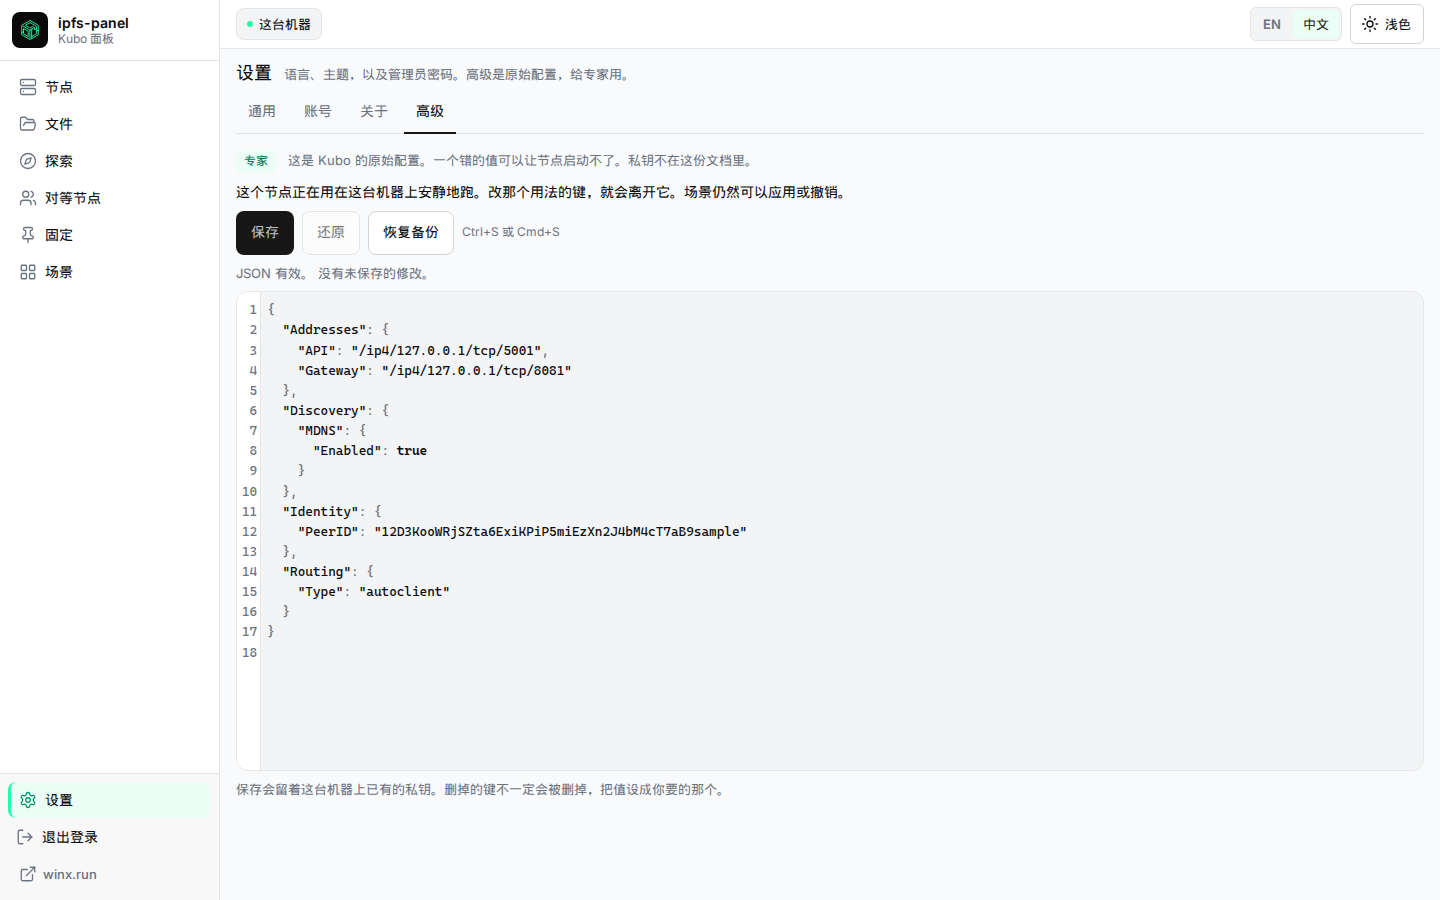 ipfs-panel
Kubo 面板
节点
文件
探索
对等节点
固定
场景
设置
退出登录
winx.run
这台机器
EN 中文 浅色
设置 语言、主题，以及管理员密码。高级是原始配置，给专家用。
通用 账号 关于 高级
专家 这是 Kubo 的原始配置。一个错的值可以让节点启动不了。私钥不在这份文档里。
这个节点正在用在这台机器上安静地跑。改那个用法的键，就会离开它。场景仍然可以应用或撤销。
保存 还原 恢复备份 Ctrl+S 或 Cmd+S
JSON 有效。 没有未保存的修改。
1 {
2 "Addresses": {
3 "API": "/ip4/127.0.0.1/tcp/5001",
4 "Gateway": "/ip4/127.0.0.1/tcp/8081"
5 },
6 "Discovery": {
7 "MDNS": {
8 "Enabled": true
9 }
10 },
11 "Identity": {
12 "PeerID": "12D3KooWRjSZta6ExiKPiP5miEzXn2J4bM4cT7aB9sample"
13 },
14 "Routing": {
15 "Type": "autoclient"
16 }
17 }
18
保存会留着这台机器上已有的私钥。删掉的键不一定会被删掉，把值设成你要的那个。